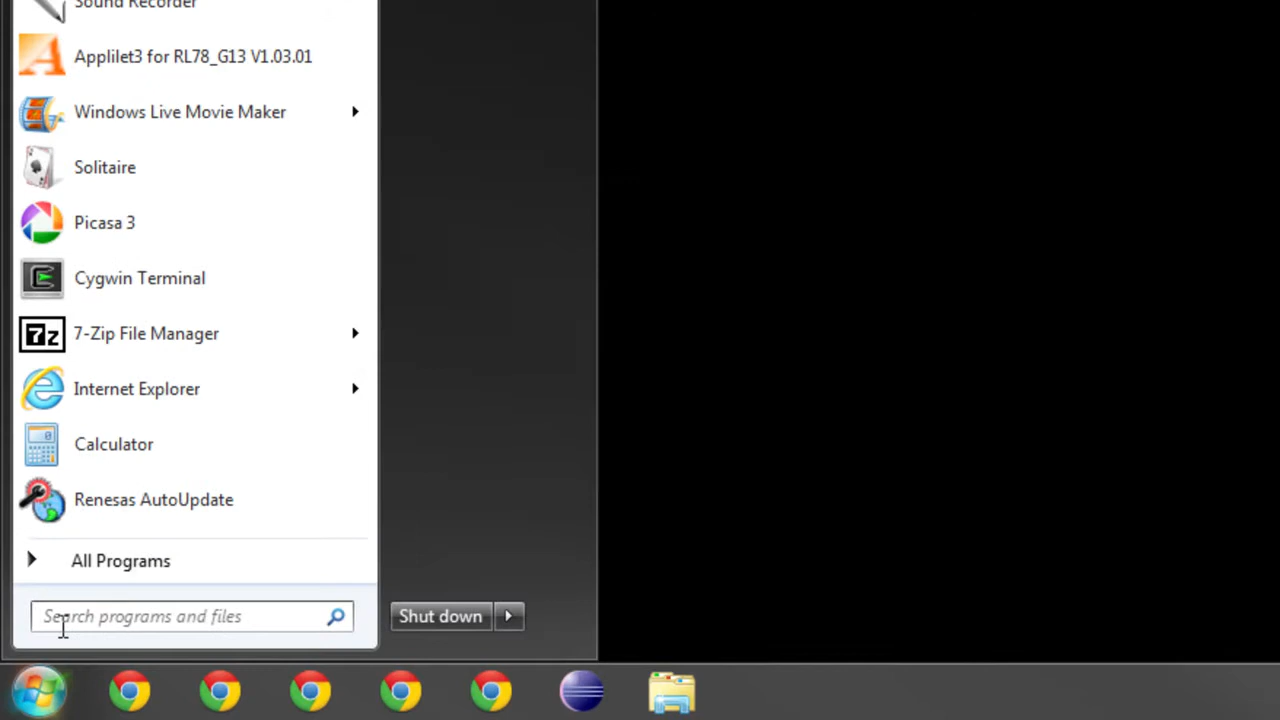 Sound Recorder
Applilet3 for RL78_G13 V1.03.01
Windows Live Movie Maker
Solitaire
Picasa 3
Cygwin Terminal
7-Zip File Manager
Internet Explorer
Calculator
Renesas AutoUpdate
All Programs
Search programs and files
Shut down